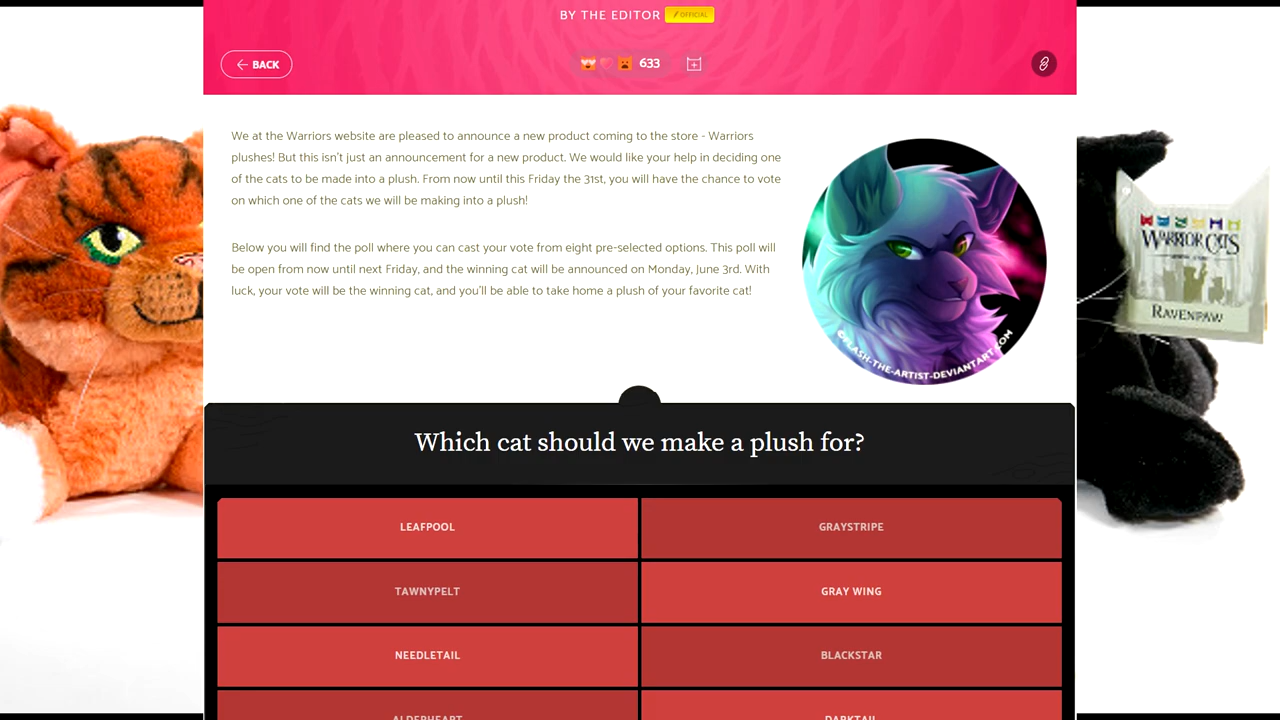 BY THE EDITOR OFFICIAL
BACK
633
We at the Warriors website are pleased to announce a new product coming to the store - Warriors
plushes! But this isn't just an announcement for a new product. We would like your help in deciding one
of the cats to be made into a plush. From now until this Friday the 31st, you will have the chance to vote
on which one of the cats we will be making into a plush!
Below you will find the poll where you can cast your vote from eight pre-selected options. This poll will
be open from now until next Friday, and the winning cat will be announced on Monday, June 3rd. With
luck, your vote will be the winning cat, and you'll be able to take home a plush of your favorite cat!
WARRIOR CATS
RAVENPAW
Which cat should we make a plush for?
LEAFPOOL
GRAYSTRIPE
TAWNYPELT
GRAY WING
NEEDLETAIL
BLACKSTAR
ALDERHEART
DARKTAIL